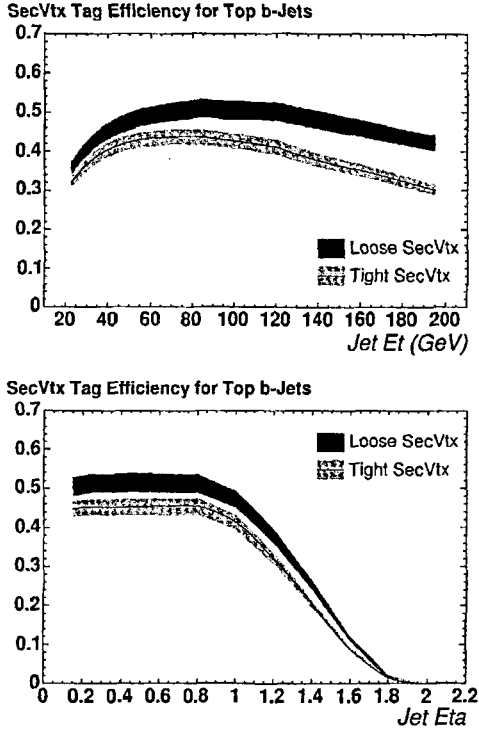 SecVtx Tag Efficiency for Top b-Jets
0.7
0.6
0.5
0.4
0.3
0.2
0.1
0
Loose SecVtx
Tight SecVtx
20 40 60 80 100 120 140 160 180 200
Jet Et (GeV)
SecVtx Tag Efficiency for Top b-Jets
0.7
0.6
0.5
0.4
0.3
0.2
0.1
0
Loose SecVtx
Tight SecVtx
0 0.2 0.4 0.6 0.8 1 1.2 1.4 1.6 1.8 2 2.2
Jet Eta